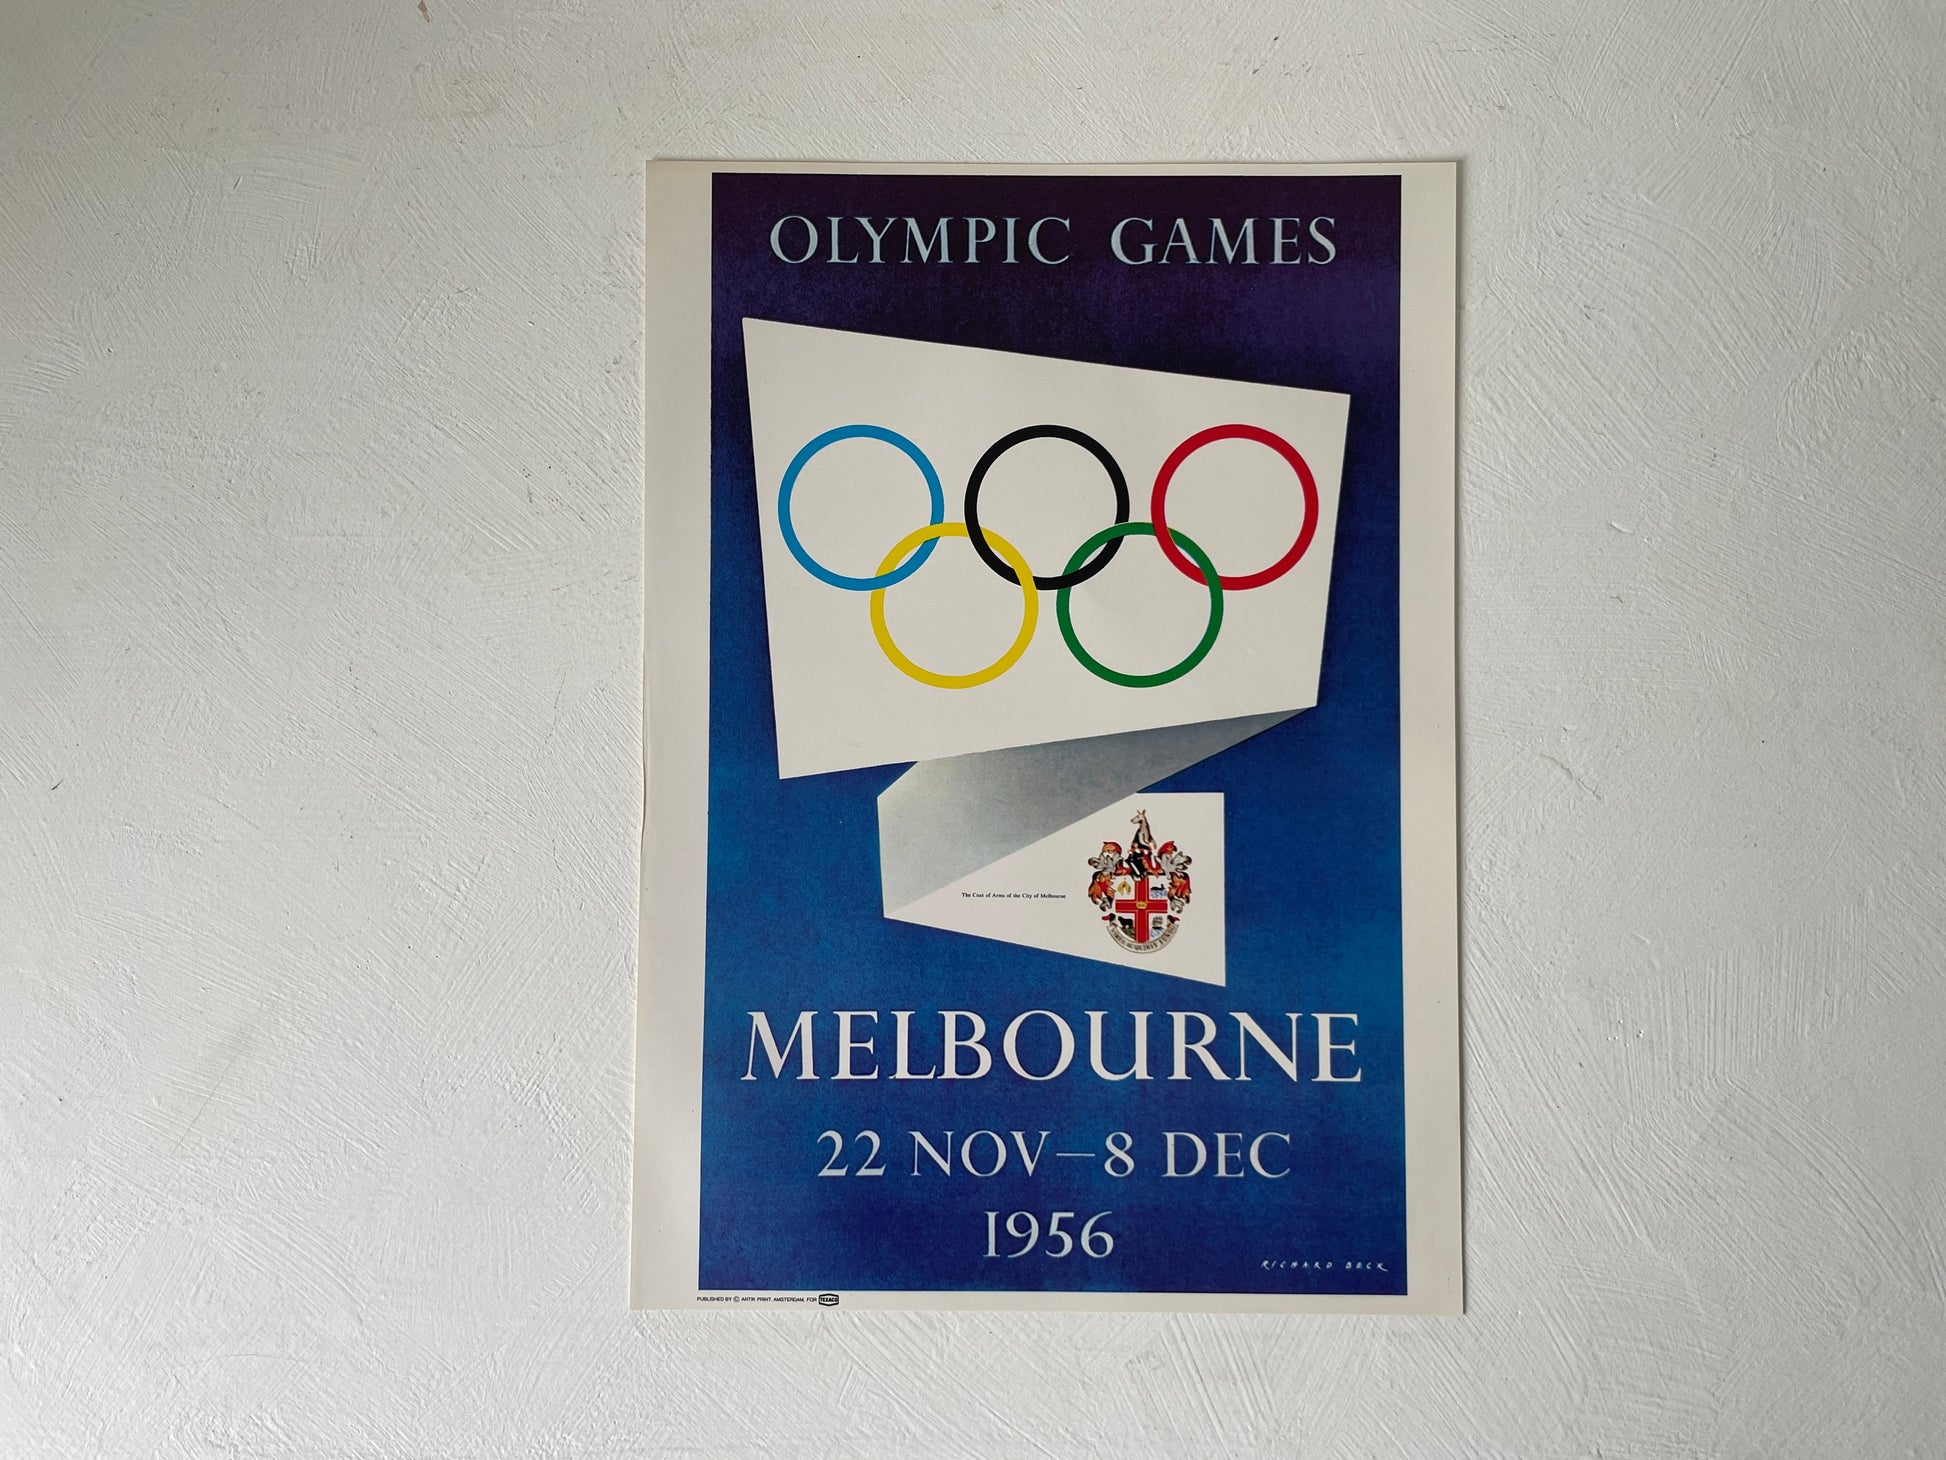 OLYMPIC GAMES
The Coat of Arms of the City of Melbourne
MELBOURNE
22 NOV—8 DEC
1956
RICHARD BECK
PUBLISHED BY © ANTIK PRINT, AMSTERDAM, FOR TEXACO